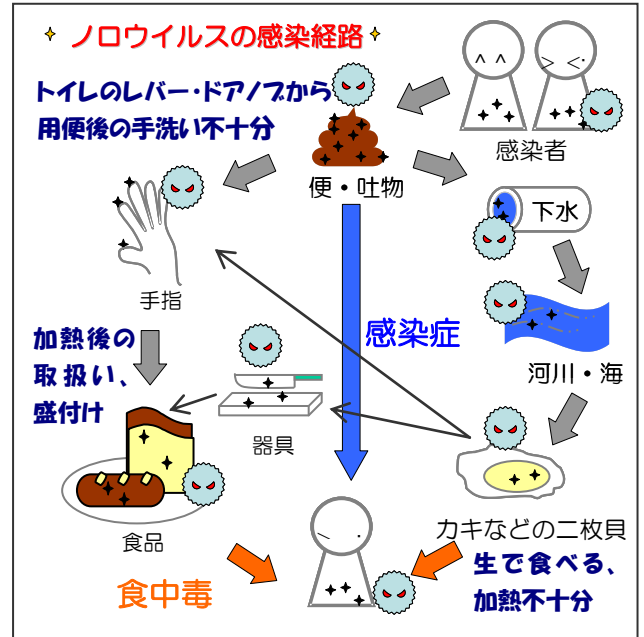 ノロウイルスの感染経路
トイレのレバー・ドアノブから
用便後の手洗い不十分
感染者
便・吐物
下水
手指
感染症
河川・海
加熱後の
取扱い、
盛付け
器具
食品
カキなどの二枚貝
食中毒
生で食べる、
加熱不十分